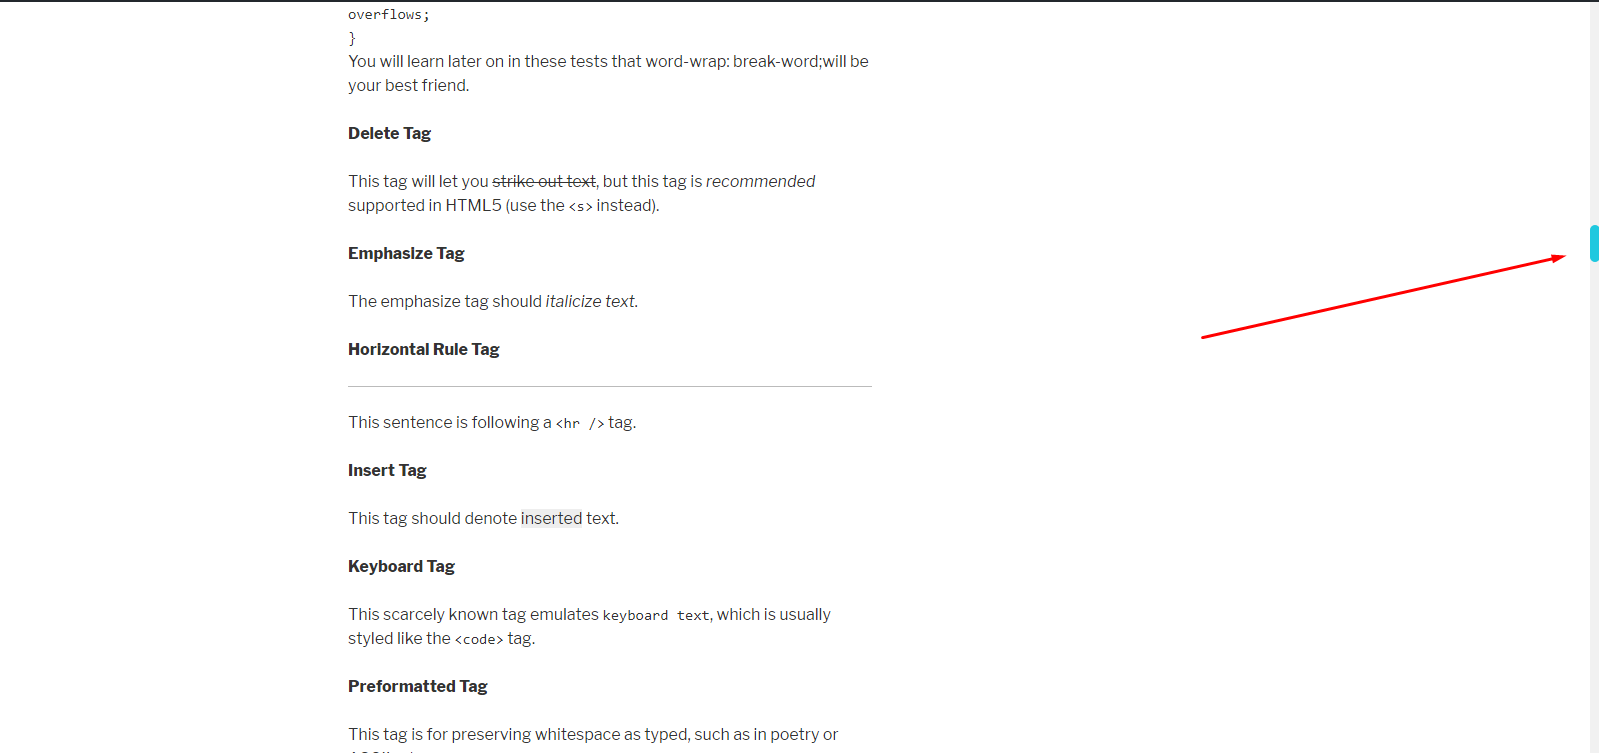 overflows;
}
You will learn later on in these tests that word-wrap: break-word;will be
your best friend.
Delete Tag
This tag will let you strike out text, but this tag is recommended
supported in HTML5 (use the <s> instead).
Emphasize Tag
The emphasize tag should italicize text.
Horizontal Rule Tag
This sentence is following a <hr /> tag.
Insert Tag
This tag should denote inserted text.
Keyboard Tag
This scarcely known tag emulates keyboard text, which is usually
styled like the <code> tag.
Preformatted Tag
This tag is for preserving whitespace as typed, such as in poetry or